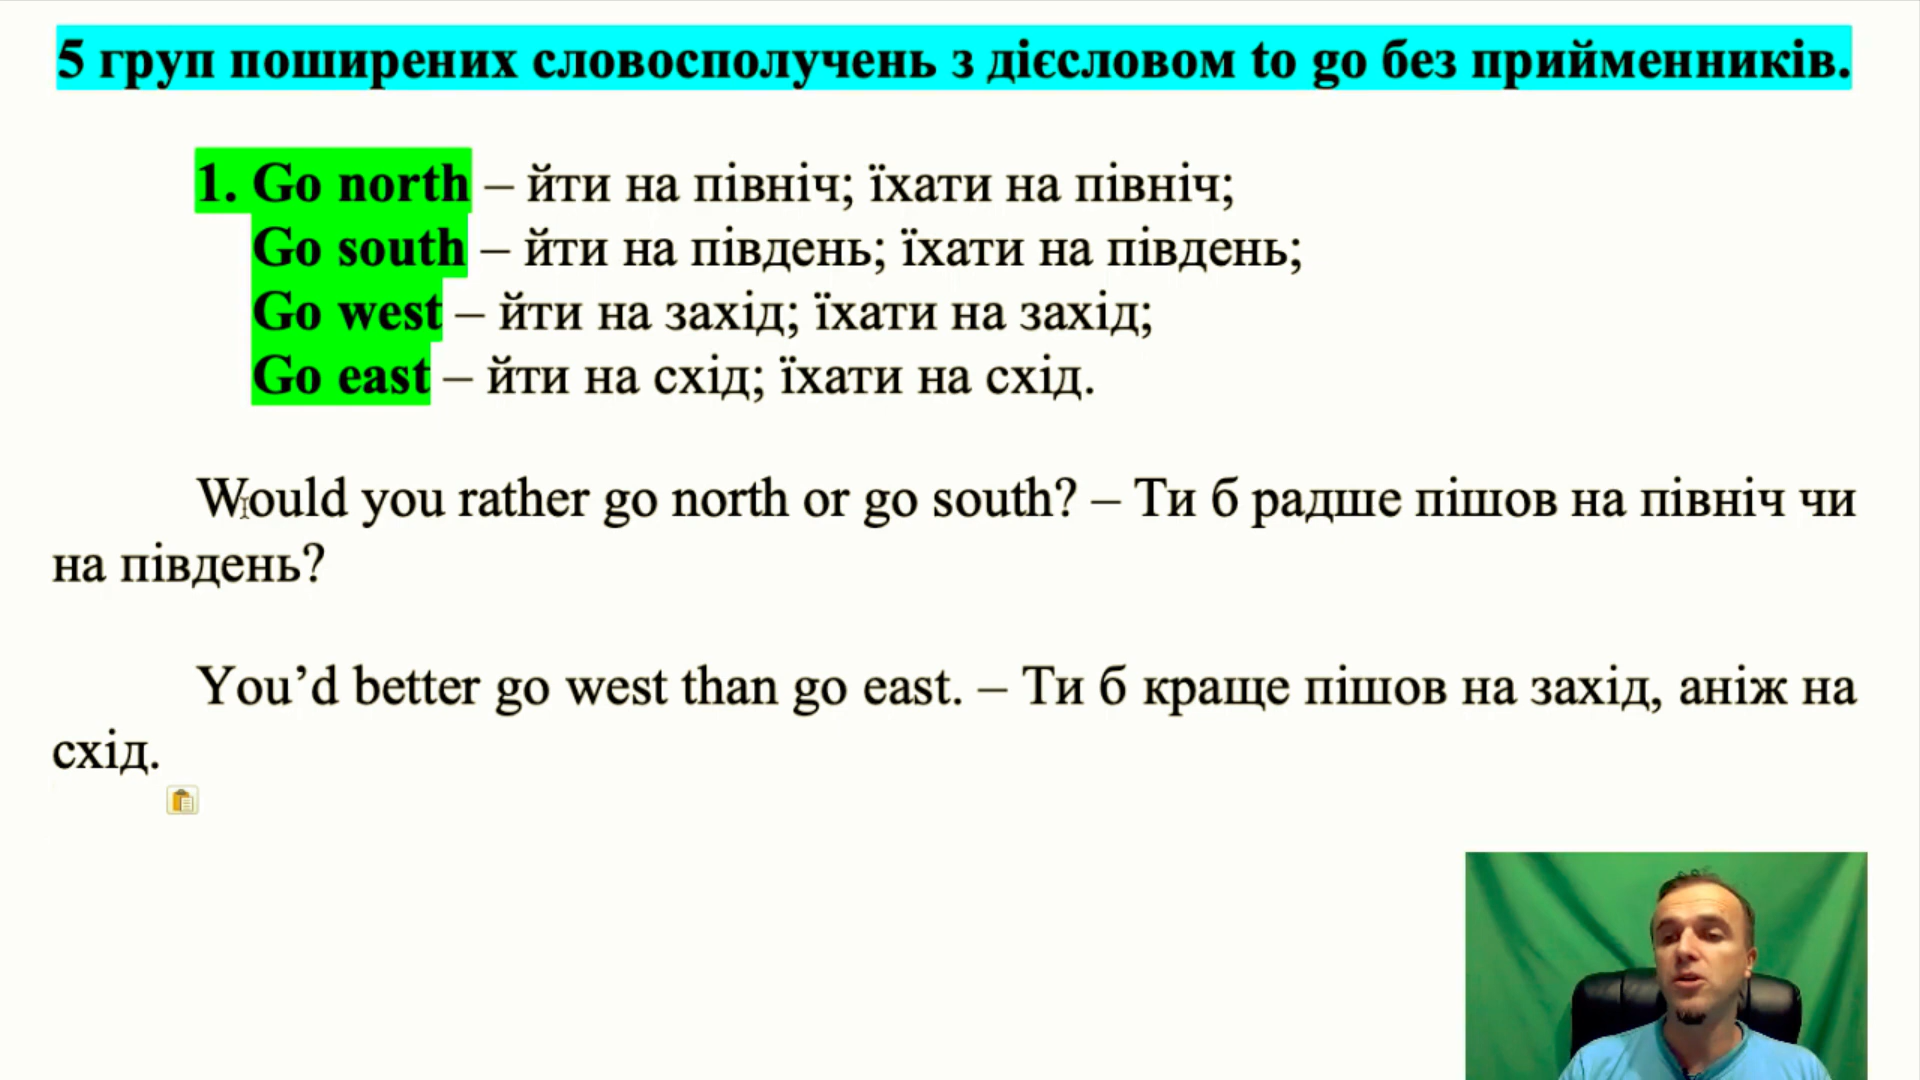 5 груп поширених словосполучень з дієсловом to go без прийменників.
1. Go north – йти на північ; їхати на північ;
Go south – йти на південь; їхати на південь;
Go west – йти на захід; їхати на захід;
Go east – йти на схід; їхати на схід.
Would you rather go north or go south? – Ти б радше пішов на північ чи
на південь?
You’d better go west than go east. – Ти б краще пішов на захід, аніж на
схід.